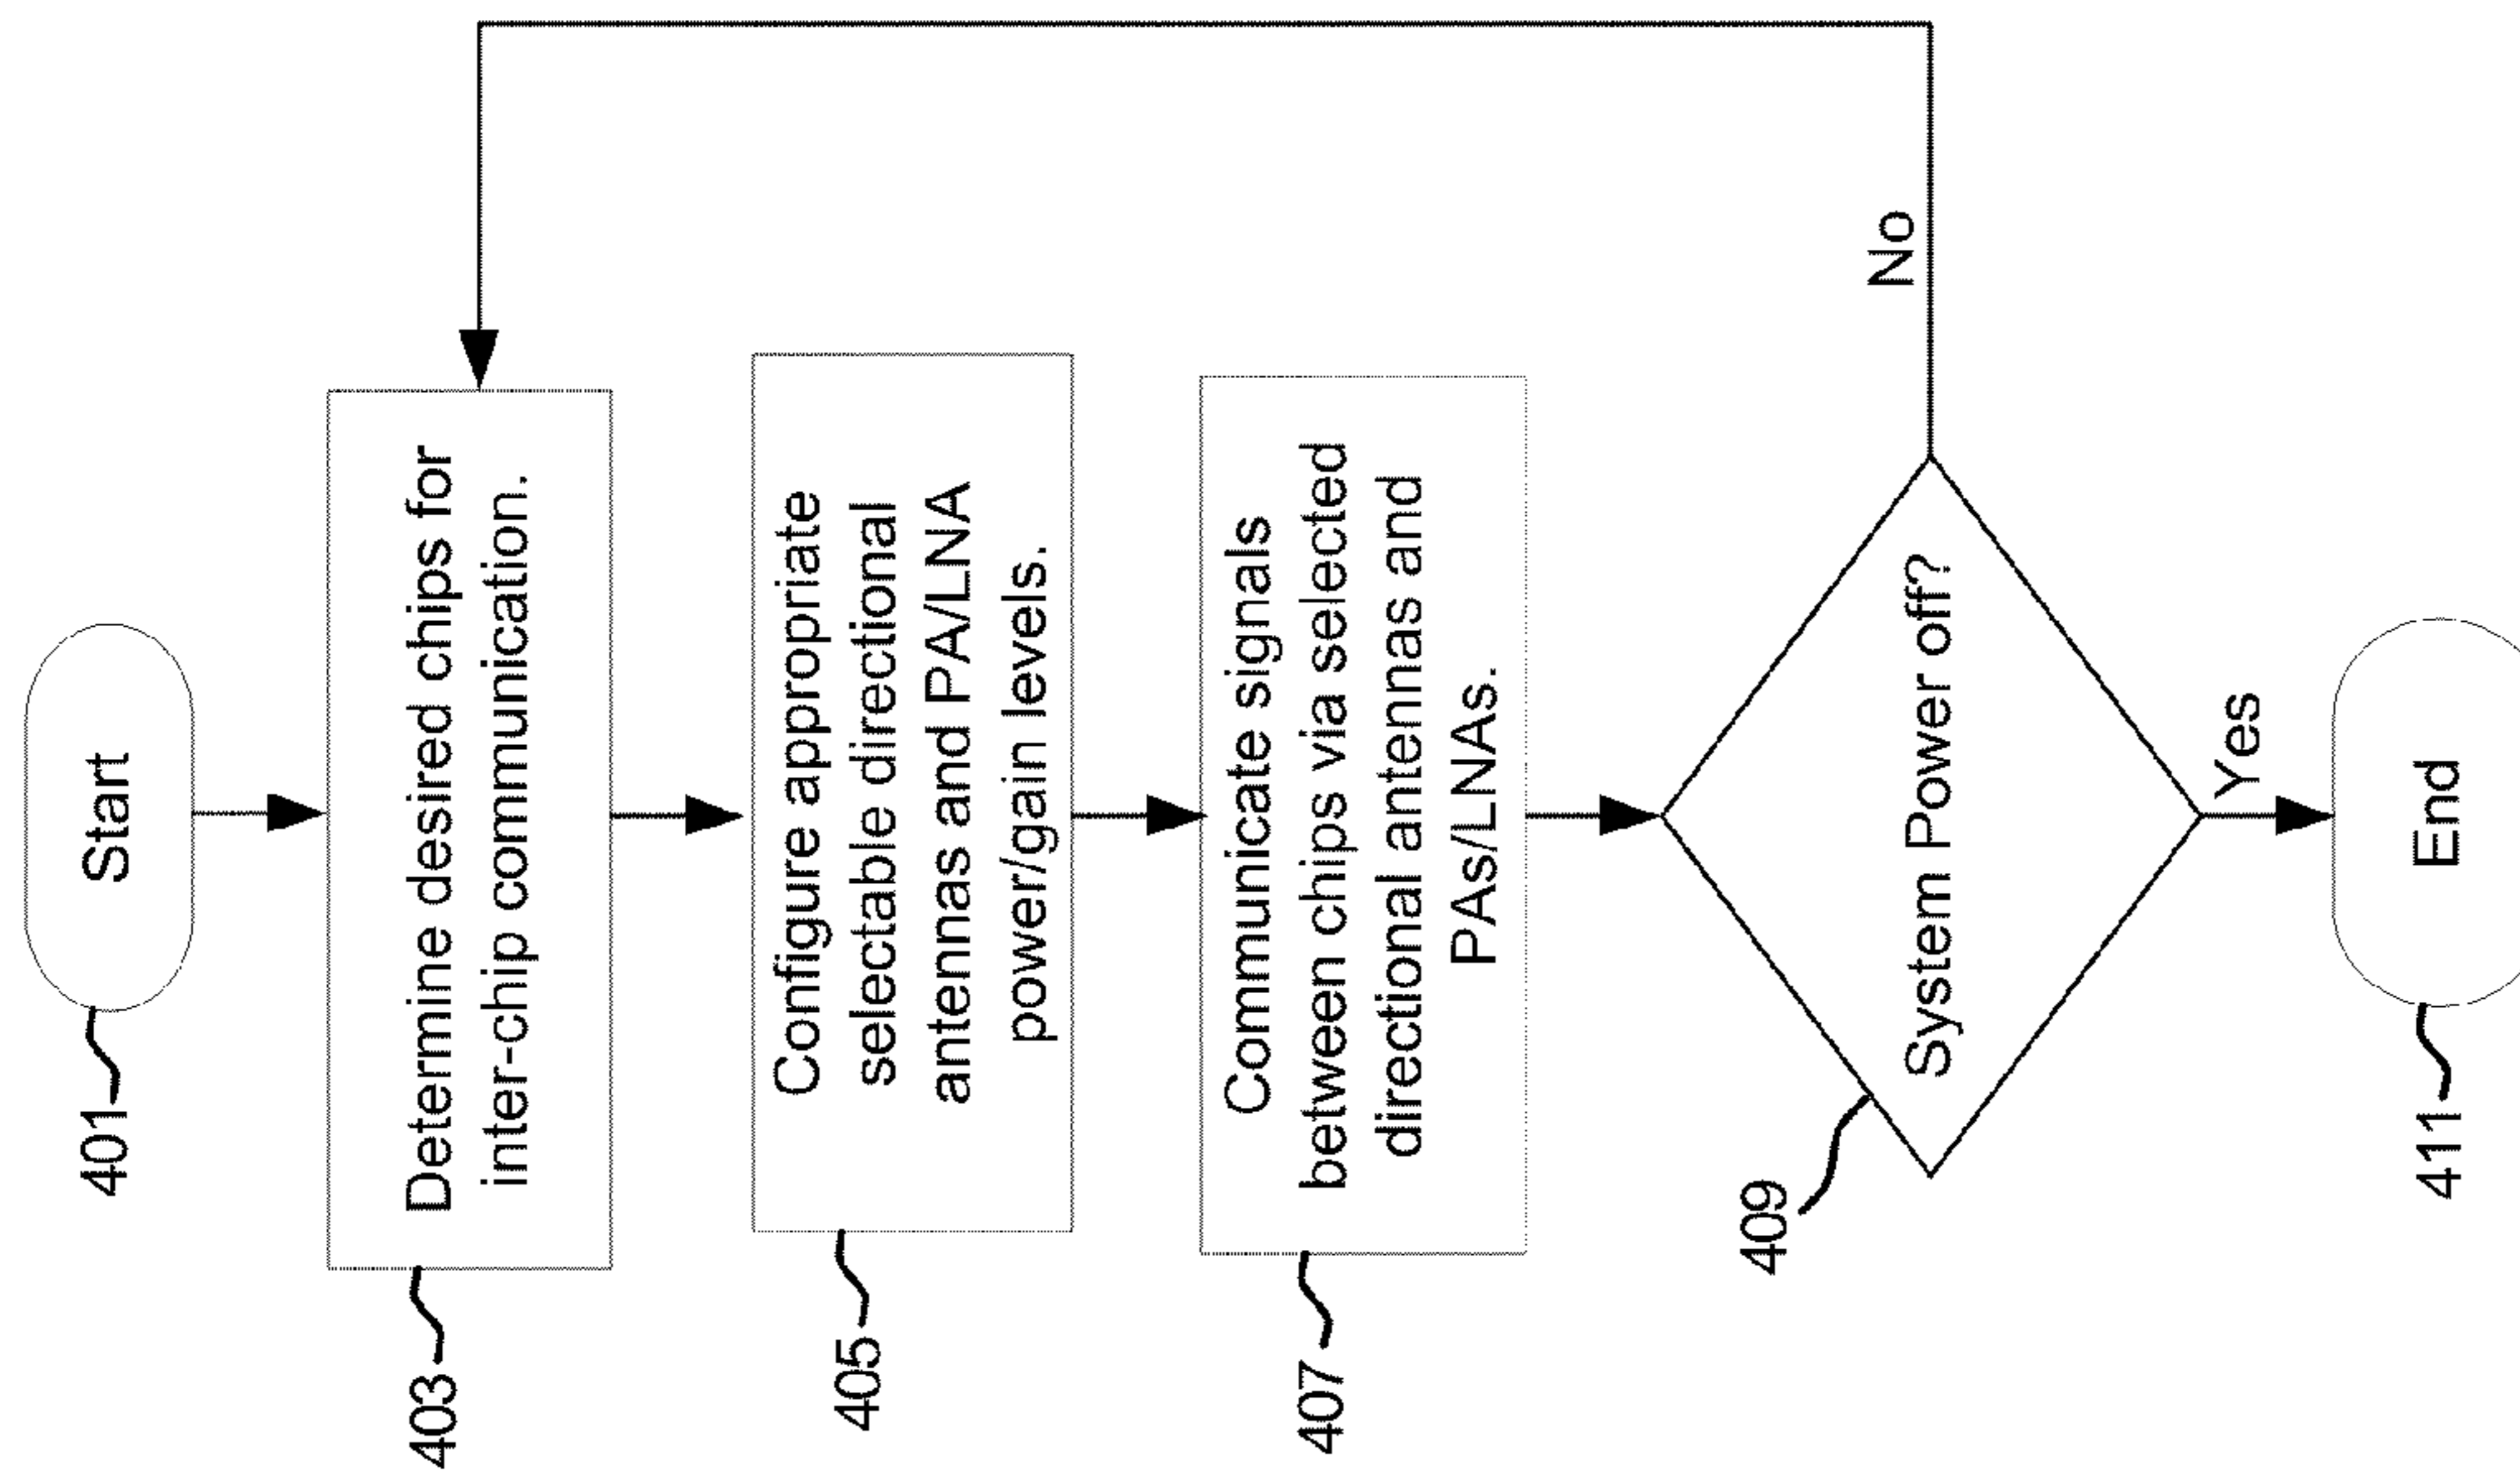 401
Start
403
Determine desired chips for
inter-chip communication.
405
Configure appropriate
selectable directional
antennas and PA/LNA
power/gain levels.
407
Communicate signals
between chips via selected
directional antennas and
PAs/LNAs.
409
System Power off?
No
Yes
411
End